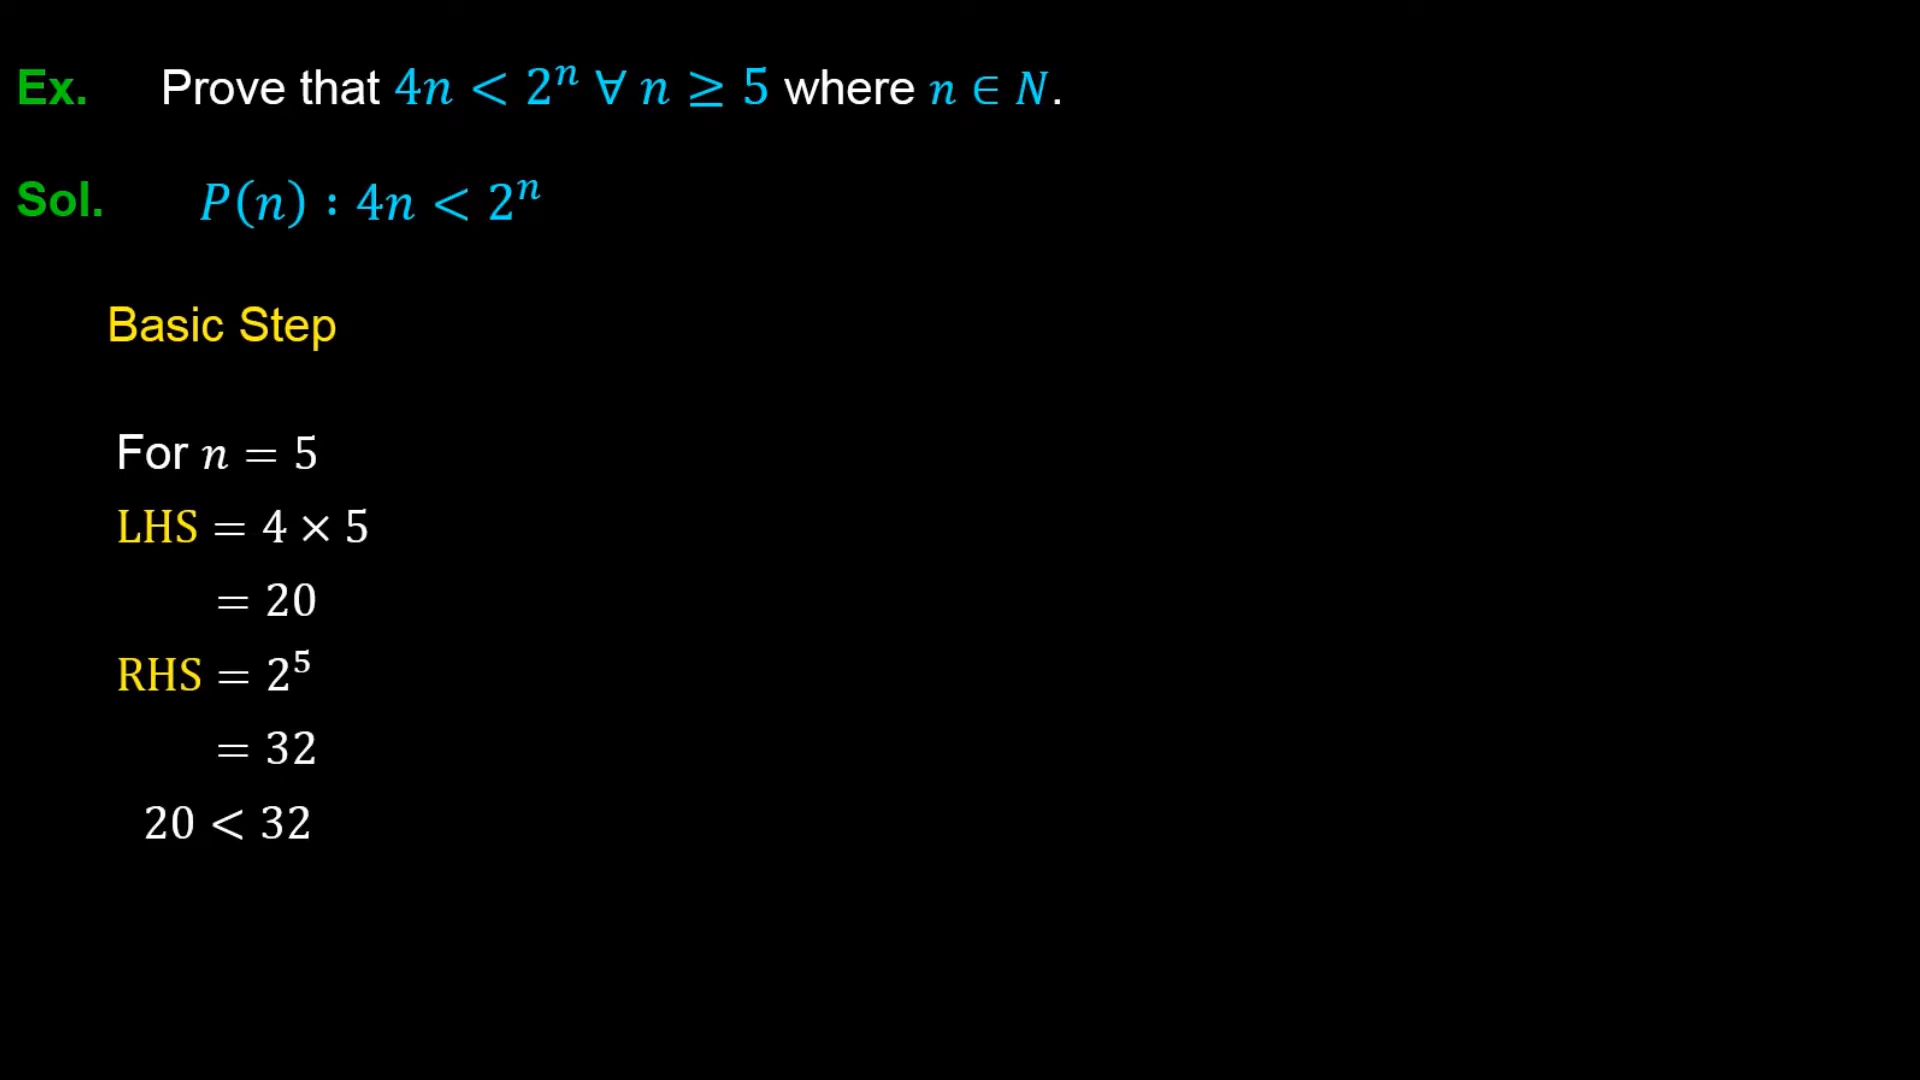 Ex. Prove that 4n < 2ⁿ ∀ n ≥ 5 where n ∈ N.
Sol. P(n) : 4n < 2ⁿ
Basic Step
For n = 5
LHS = 4 × 5
= 20
RHS = 2⁵
= 32
20 < 32